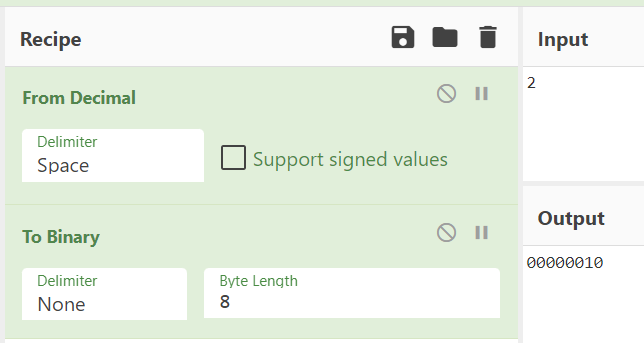 Recipe
From Decimal
Delimiter
Space
Support signed values
To Binary
Delimiter
None
Byte Length
8
Input
2
Output
00000010